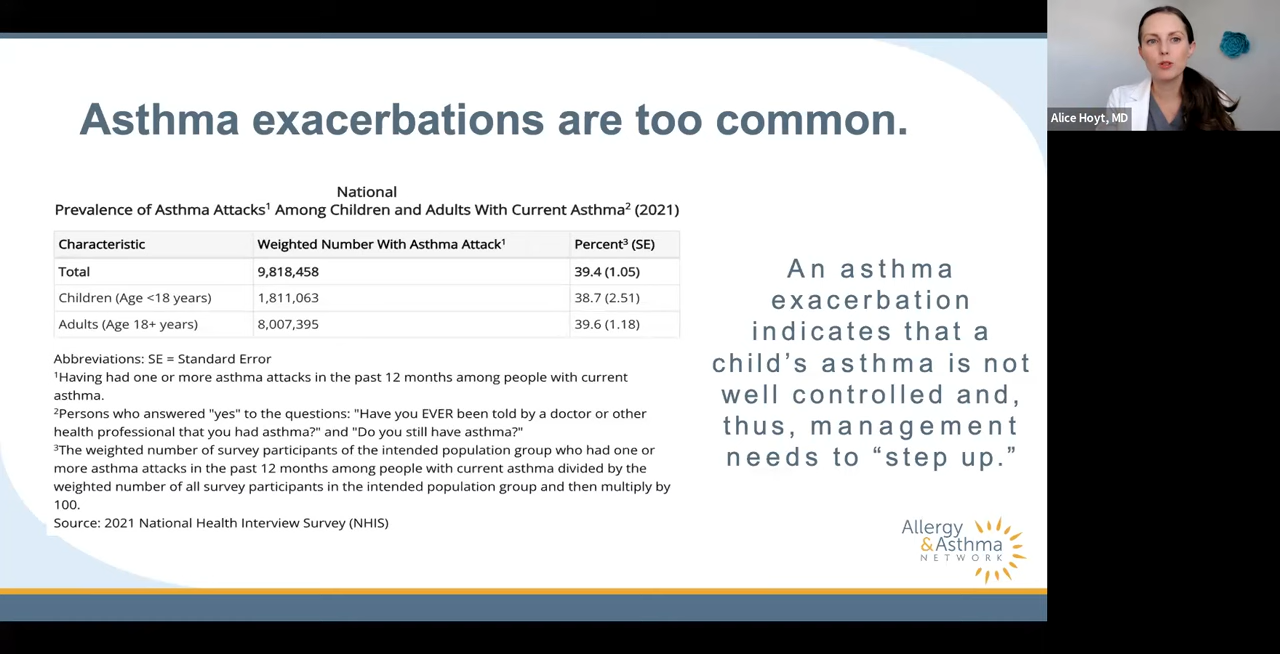 Asthma exacerbations are too common.
Alice Hoyt, MD
National
Prevalence of Asthma Attacks¹ Among Children and Adults With Current Asthma² (2021)
Characteristic Weighted Number With Asthma Attack¹ Percent³ (SE)
Total 9,818,458 39.4 (1.05)
Children (Age <18 years) 1,811,063 38.7 (2.51)
Adults (Age 18+ years) 8,007,395 39.6 (1.18)
Abbreviations: SE = Standard Error
¹Having had one or more asthma attacks in the past 12 months among people with current
asthma.
²Persons who answered "yes" to the questions: "Have you EVER been told by a doctor or other
health professional that you had asthma?" and "Do you still have asthma?"
³The weighted number of survey participants of the intended population group who had one or
more asthma attacks in the past 12 months among people with current asthma divided by the
weighted number of all survey participants in the intended population group and then multiply by
100.
Source: 2021 National Health Interview Survey (NHIS)
An asthma
exacerbation
indicates that a
child’s asthma is not
well controlled and,
thus, management
needs to “step up.”
Allergy
&Asthma
NETWORK